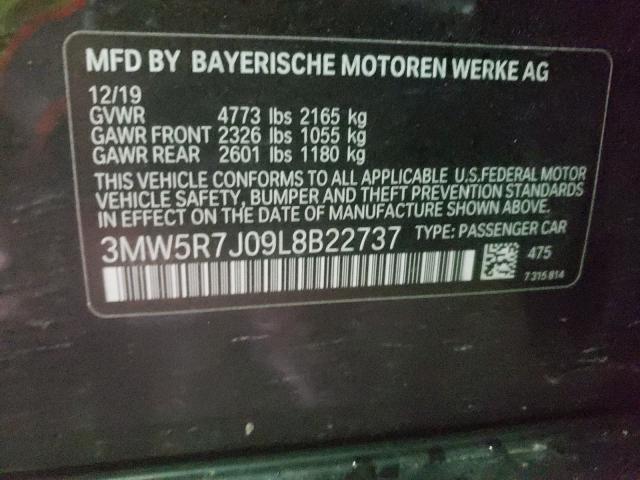 MFD BY BAYERISCHE MOTOREN WERKE AG
12/19
GVWR 4773 lbs 2165 kg
GAWR FRONT 2326 lbs 1055 kg
GAWR REAR 2601 lbs 1180 kg
THIS VEHICLE CONFORMS TO ALL APPLICABLE U.S.FEDERAL MOTOR
VEHICLE SAFETY, BUMPER AND THEFT PREVENTION STANDARDS
IN EFFECT ON THE DATE OF MANUFACTURE SHOWN ABOVE.
3MW5R7J09L8B22737 TYPE: PASSENGER CAR
475
7 315 814